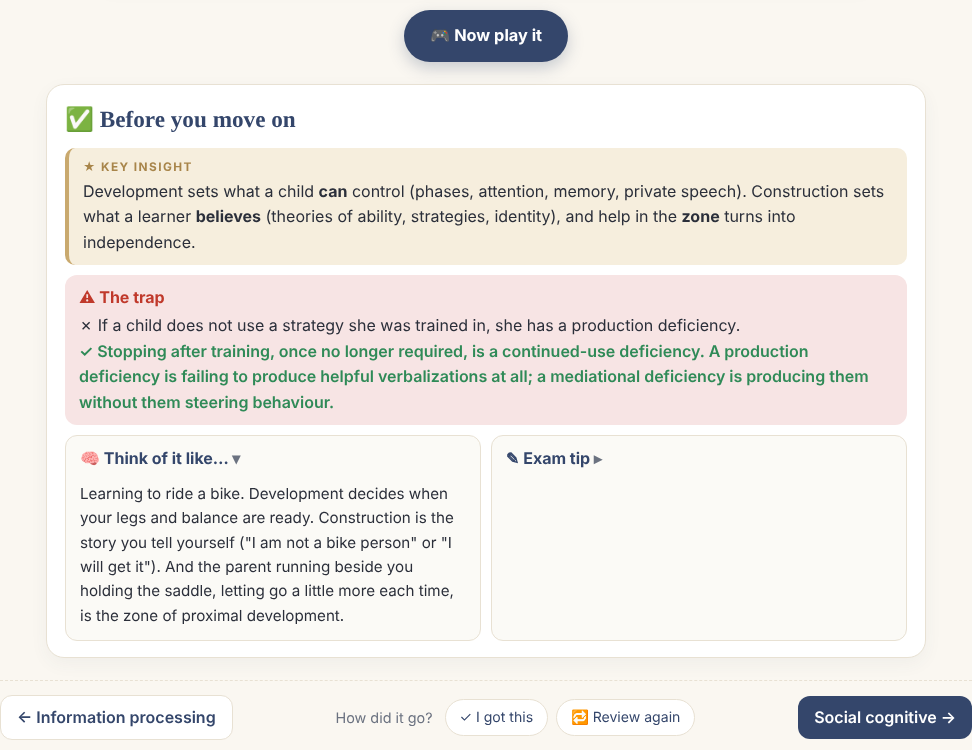 🎮 Now play it
✅ Before you move on
★ KEY INSIGHT
Development sets what a child can control (phases, attention, memory, private speech). Construction sets
what a learner believes (theories of ability, strategies, identity), and help in the zone turns into
independence.
⚠ The trap
✕ If a child does not use a strategy she was trained in, she has a production deficiency.
✓ Stopping after training, once no longer required, is a continued-use deficiency. A production
deficiency is failing to produce helpful verbalizations at all; a mediational deficiency is producing them
without them steering behaviour.
🧠 Think of it like... ▾
Learning to ride a bike. Development decides when
your legs and balance are ready. Construction is the
story you tell yourself ("I am not a bike person" or "I
will get it"). And the parent running beside you
holding the saddle, letting go a little more each time,
is the zone of proximal development.
✎ Exam tip ▸
← Information processing
How did it go?
✓ I got this
🔁 Review again
Social cognitive →